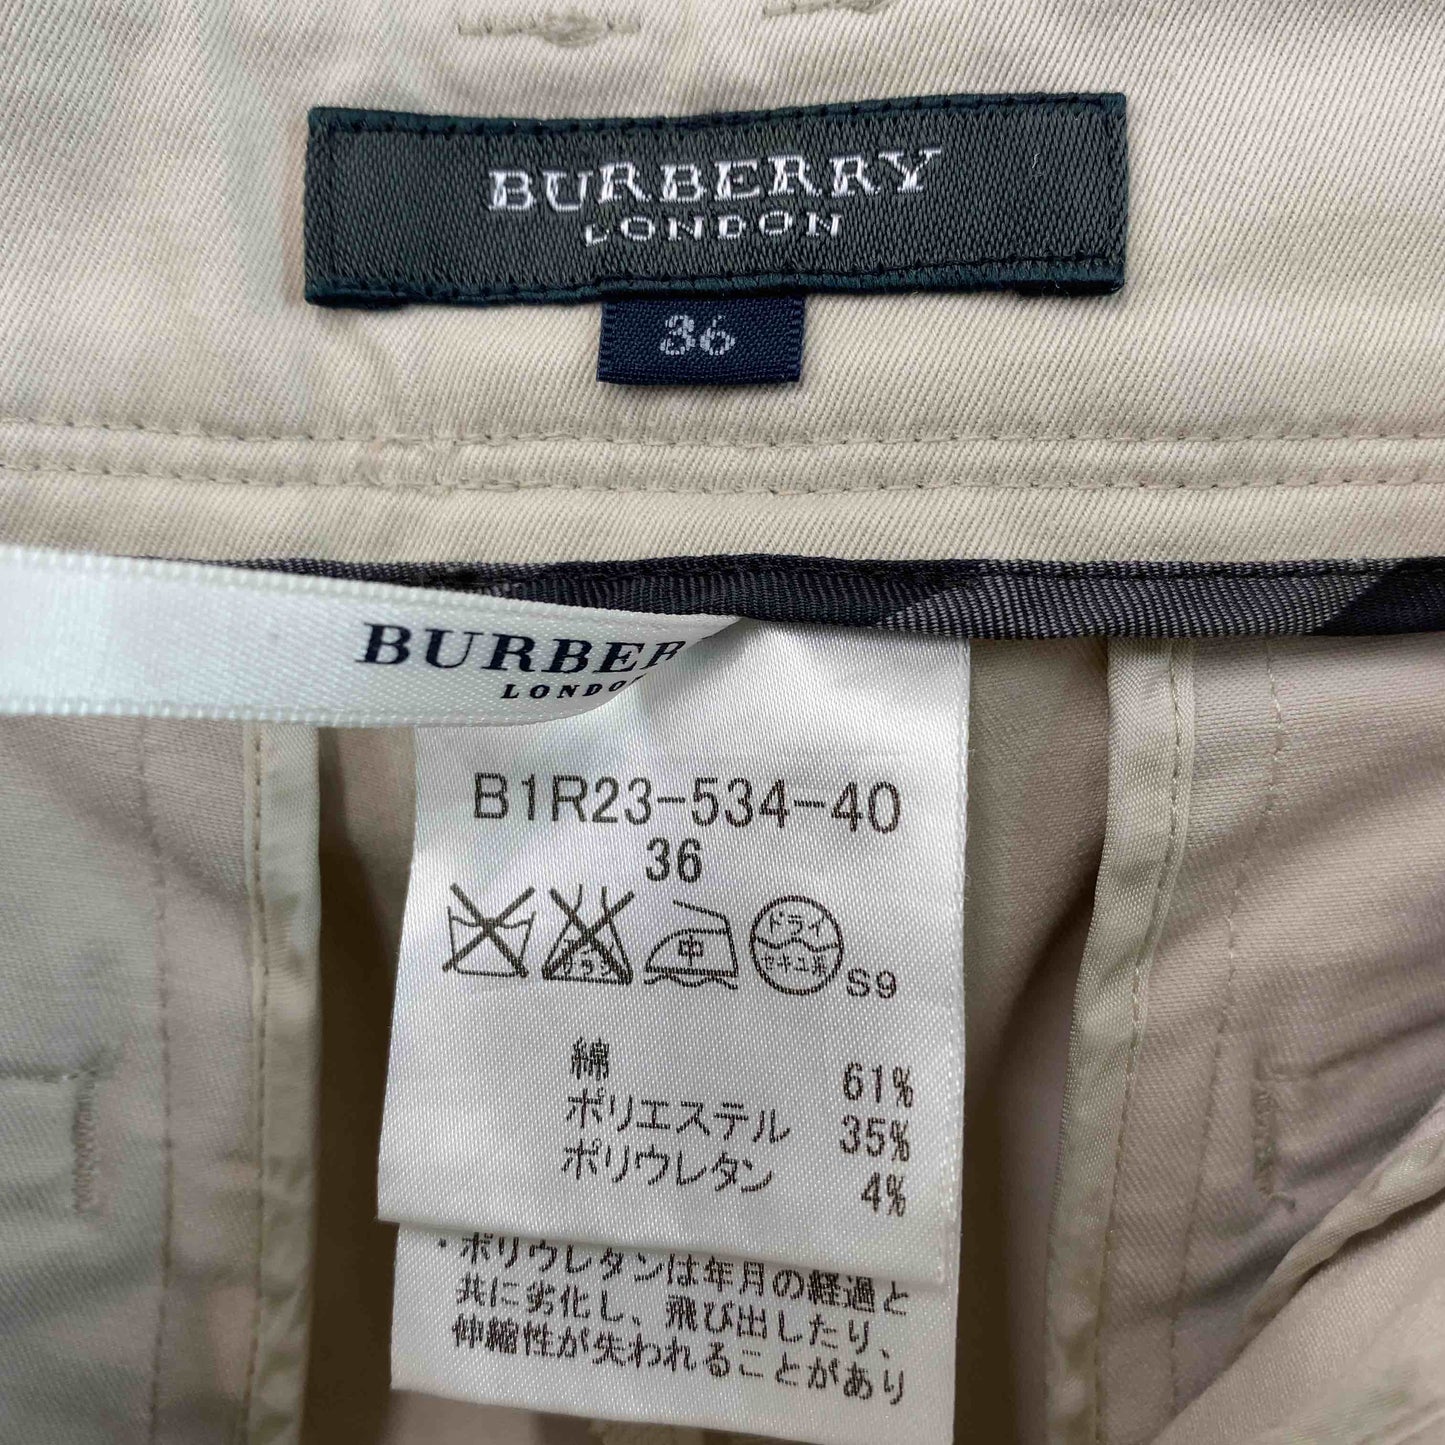 BURBERRY
LONDON
36
BURBER
LONDO
B1R23-534-40
36
中
ドライ
セキユ系
S9
綿 61%
ポリエステル 35%
ポリウレタン 4%
・ポリウレタンは年月の経過と
共に劣化し、飛び出したり、
伸縮性が失われることがあり